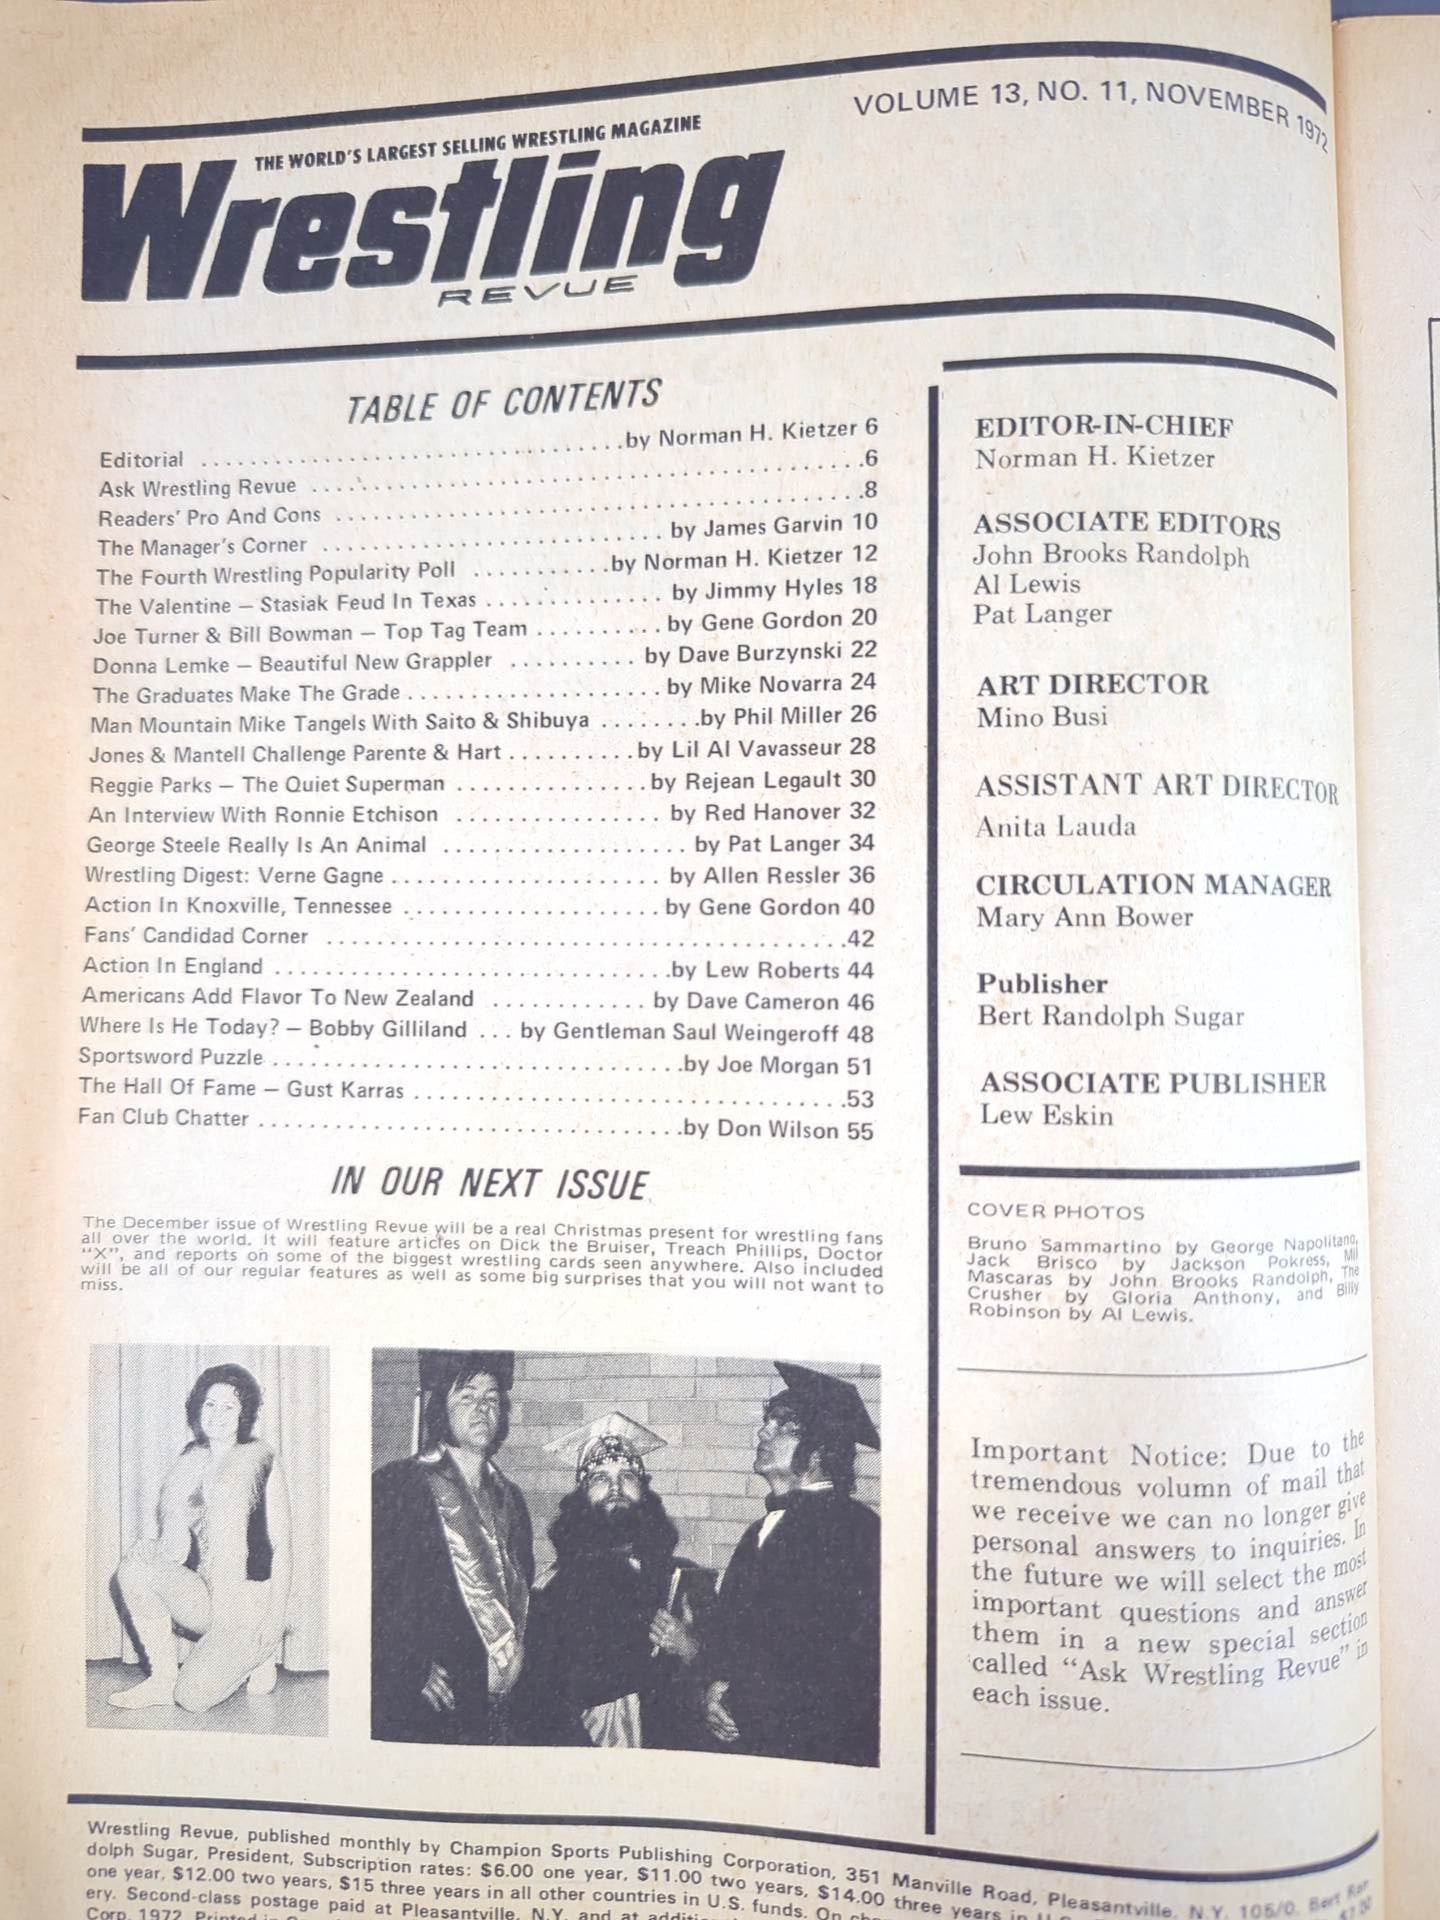 VOLUME 13, NO. 11, NOVEMBER 1972
THE WORLD'S LARGEST SELLING WRESTLING MAGAZINE
Wrestling
REVUE
TABLE OF CONTENTS
Editorial ..............................by Norman H. Kietzer 6
Ask Wrestling Revue ..............................6
Readers' Pro And Cons ..............................8
The Manager's Corner .............................. by James Garvin 10
The Fourth Wrestling Popularity Poll ...........by Norman H. Kietzer 12
The Valentine – Stasiak Feud In Texas .............. by Jimmy Hyles 18
Joe Turner & Bill Bowman – Top Tag Team .......... by Gene Gordon 20
Donna Lemke – Beautiful New Grappler .......... by Dave Burzynski 22
The Graduates Make The Grade .................... by Mike Novarra 24
Man Mountain Mike Tangels With Saito & Shibuya ........by Phil Miller 26
Jones & Mantell Challenge Parente & Hart ..........by Lil Al Vavasseur 28
Reggie Parks – The Quiet Superman ................by Rejean Legault 30
An Interview With Ronnie Etchison ................. by Red Hanover 32
George Steele Really Is An Animal .................... by Pat Langer 34
Wrestling Digest: Verne Gagne ...................... by Allen Ressler 36
Action In Knoxville, Tennessee .....................by Gene Gordon 40
Fans' Candidad Corner ..............................42
Action In England ..............................by Lew Roberts 44
Americans Add Flavor To New Zealand ............. by Dave Cameron 46
Where Is He Today? – Bobby Gilliland ... by Gentleman Saul Weingeroff 48
Sportsword Puzzle ..............................by Joe Morgan 51
The Hall Of Fame – Gust Karras ..............................53
Fan Club Chatter ..............................by Don Wilson 55
IN OUR NEXT ISSUE
The December issue of Wrestling Revue will be a real Christmas present for wrestling fans
all over the world. It will feature articles on Dick the Bruiser, Treach Phillips, Doctor
"X", and reports on some of the biggest wrestling cards seen anywhere. Also included
will be all of our regular features as well as some big surprises that you will not want to
miss.
EDITOR-IN-CHIEF
Norman H. Kietzer
ASSOCIATE EDITORS
John Brooks Randolph
Al Lewis
Pat Langer
ART DIRECTOR
Mino Busi
ASSISTANT ART DIRECTOR
Anita Lauda
CIRCULATION MANAGER
Mary Ann Bower
Publisher
Bert Randolph Sugar
ASSOCIATE PUBLISHER
Lew Eskin
COVER PHOTOS
Bruno Sammartino by George Napolitano,
Jack Brisco by Jackson Pokress, Mil
Mascaras by John Brooks Randolph, The
Crusher by Gloria Anthony, and Billy
Robinson by Al Lewis.
Important Notice: Due to the
tremendous volumn of mail that
we receive we can no longer give
personal answers to inquiries. In
the future we will select the most
important questions and answer
them in a new special section
called "Ask Wrestling Revue" in
each issue.
Wrestling Revue, published monthly by Champion Sports Publishing Corporation, 351 Manville Road, Pleasantville, N.Y. 10570. Bert Ran
dolph Sugar, President, Subscription rates: $6.00 one year, $11.00 two years, $14.00 three years in
one year, $12.00 two years, $15 three years in all other countries in U.S. funds. On
ery. Second-class postage paid at Pleasantville, N.Y. and at
Corp. 1972. Printed in